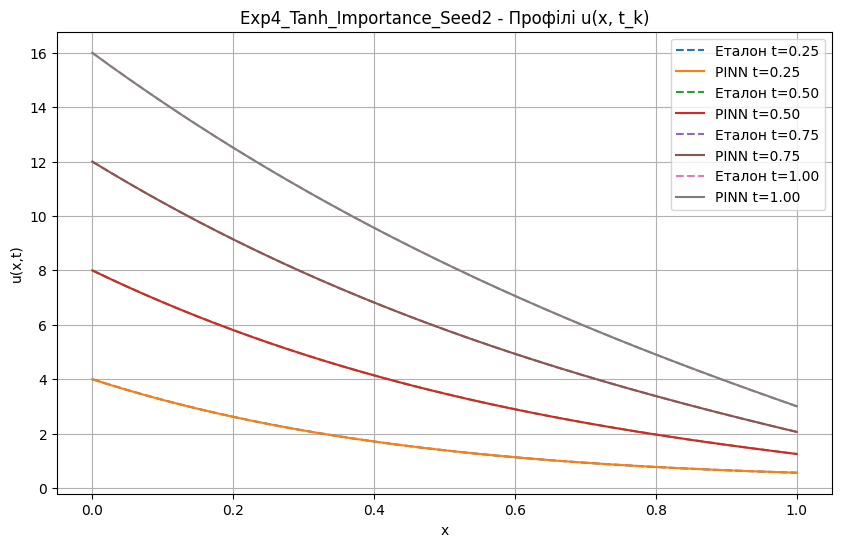 Exp4_Tanh_Importance_Seed2 - Профілі u(x, t_k)
Еталон t=0.25
PINN t=0.25
Еталон t=0.50
PINN t=0.50
Еталон t=0.75
PINN t=0.75
Еталон t=1.00
PINN t=1.00
u(x,t)
16
14
12
10
8
6
4
2
0
0.0 0.2 0.4 0.6 0.8 1.0
x